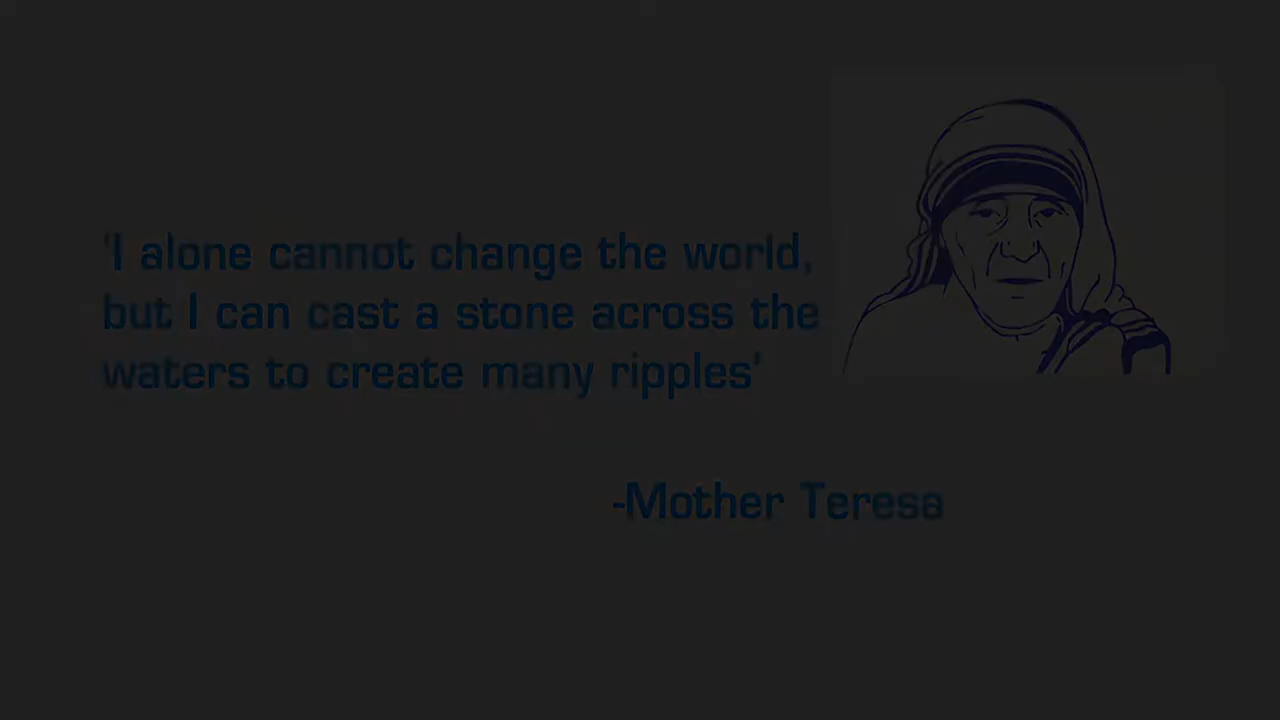 'I alone cannot change the world,
but I can cast a stone across the
waters to create many ripples'
-Mother Teresa